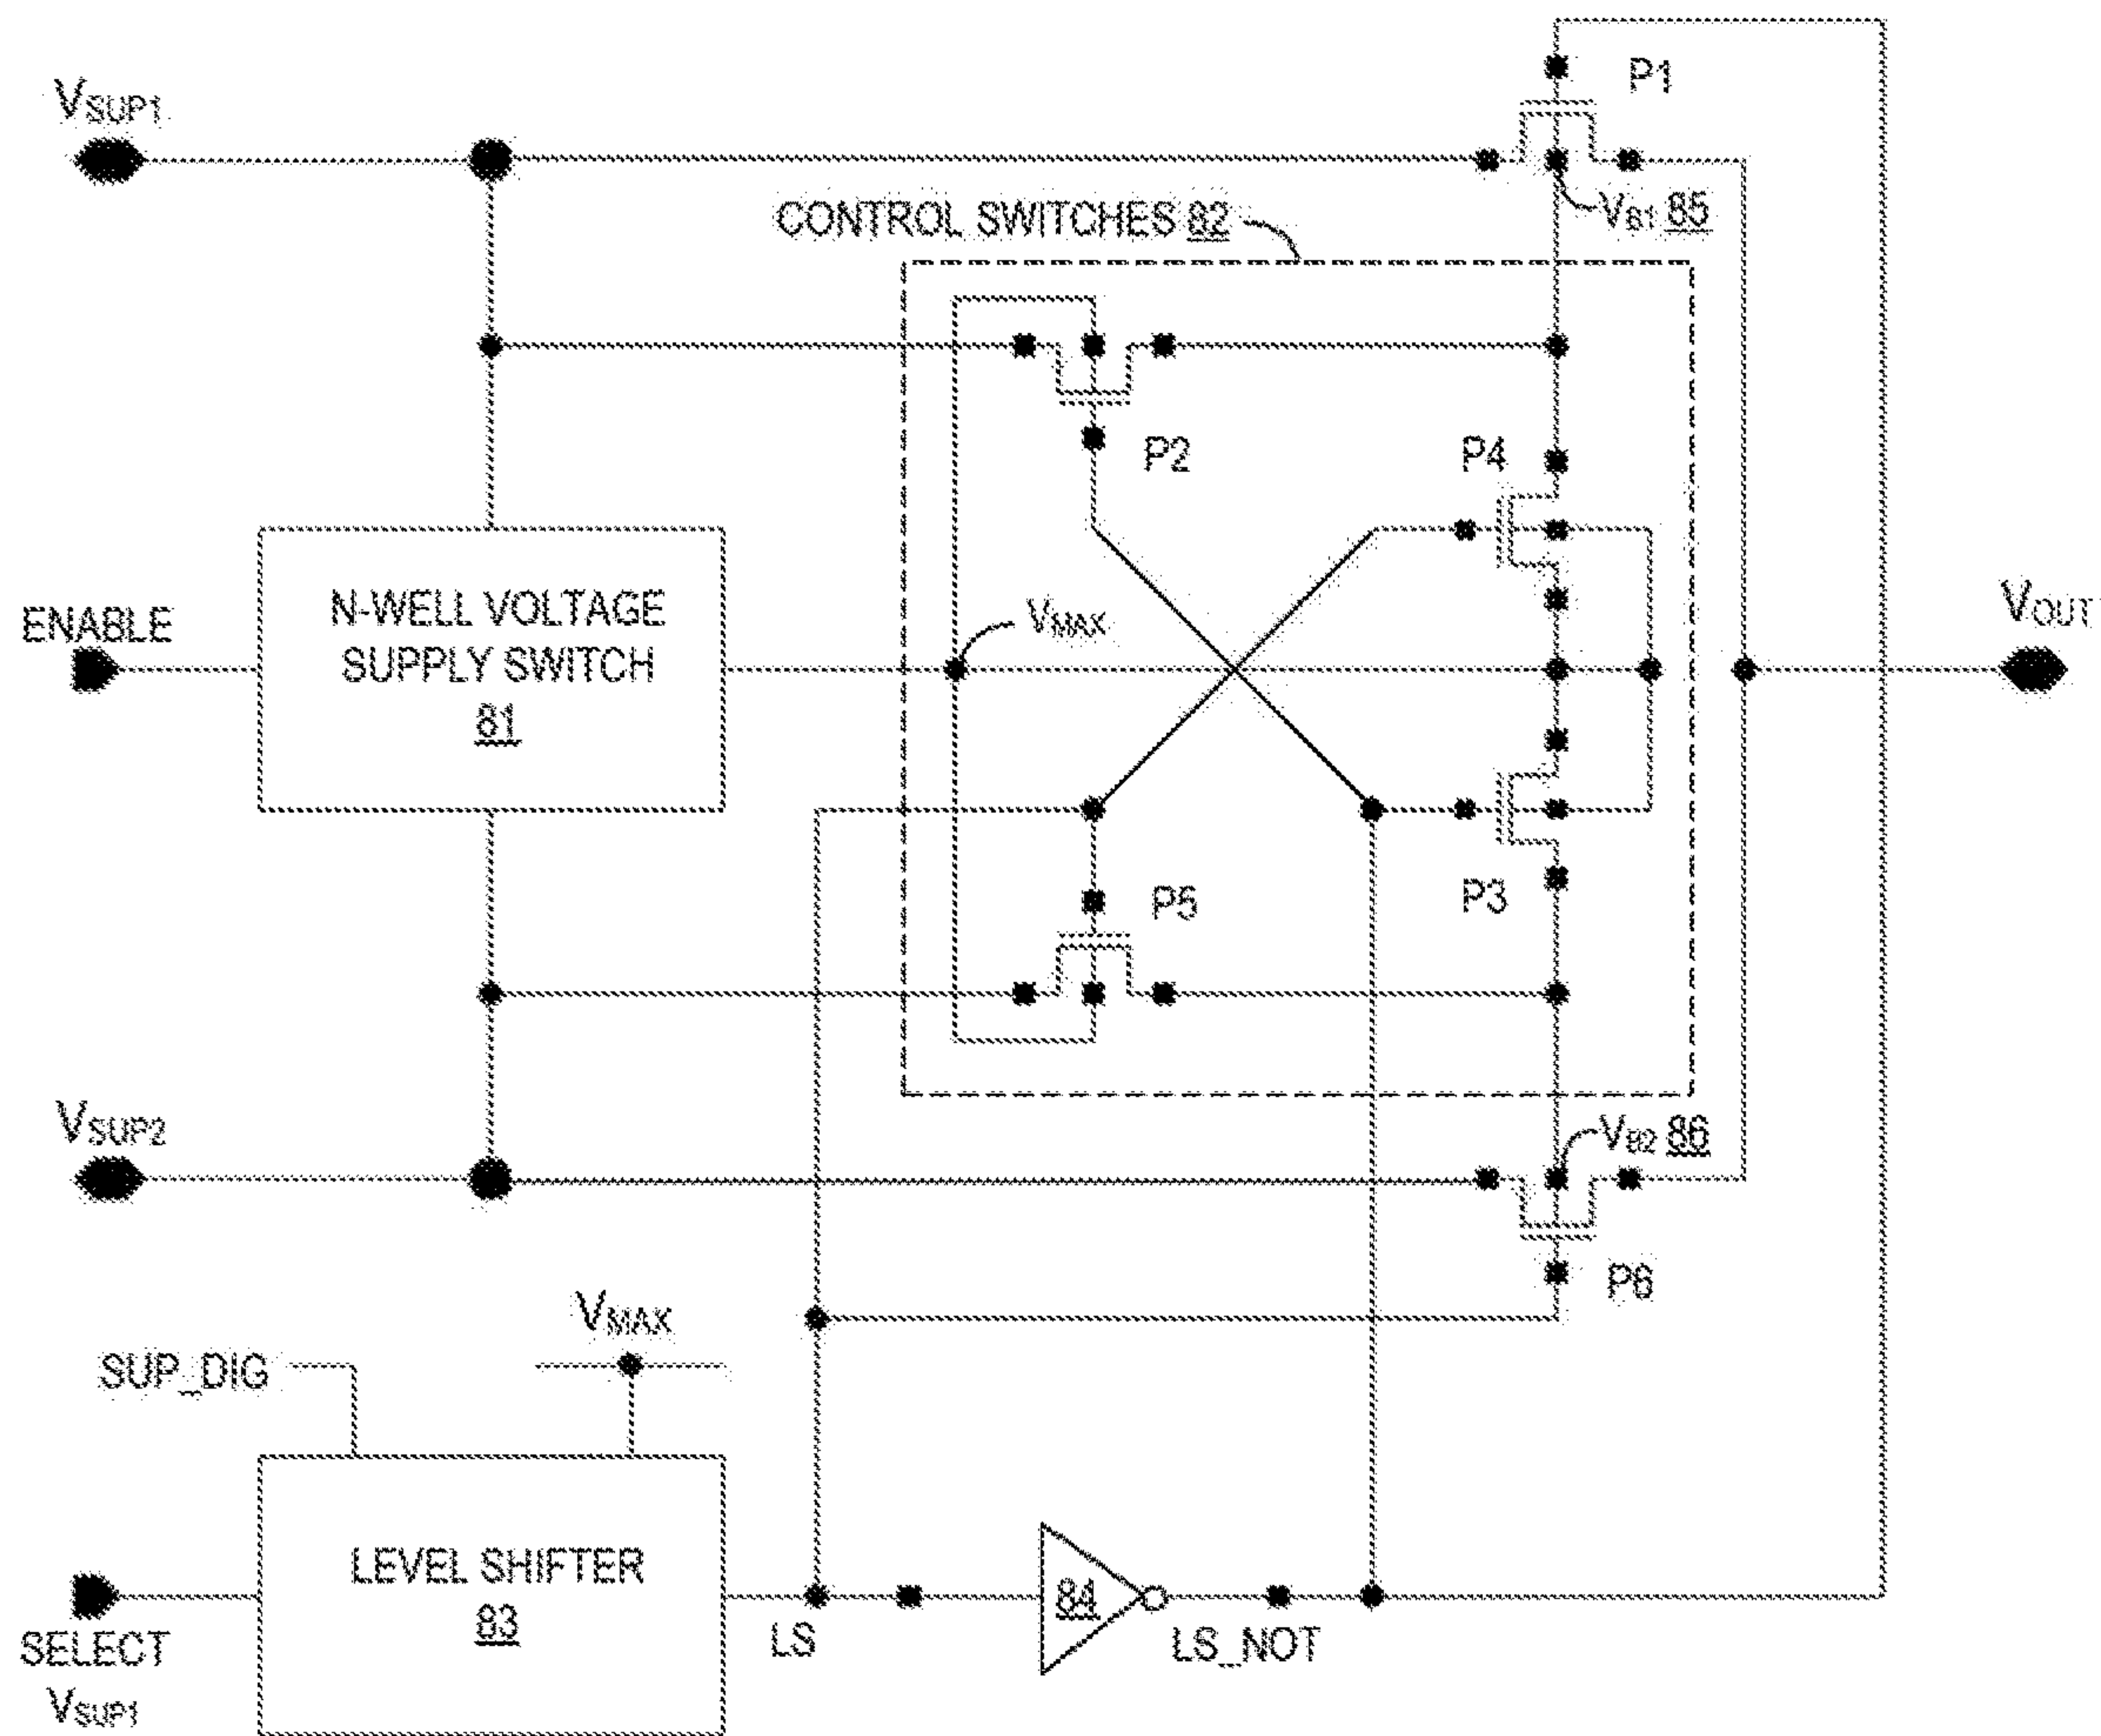 VSUP1
P1
CONTROL SWITCHES 82
VB1 85
P2
P4
ENABLE
N-WELL VOLTAGE
SUPPLY SWITCH
81
VMAX
VOUT
P5
P3
VSUP2
VB2 86
P6
VMAX
SUP_DIG
LEVEL SHIFTER
83
84
LS
LS_NOT
SELECT
VSUP1